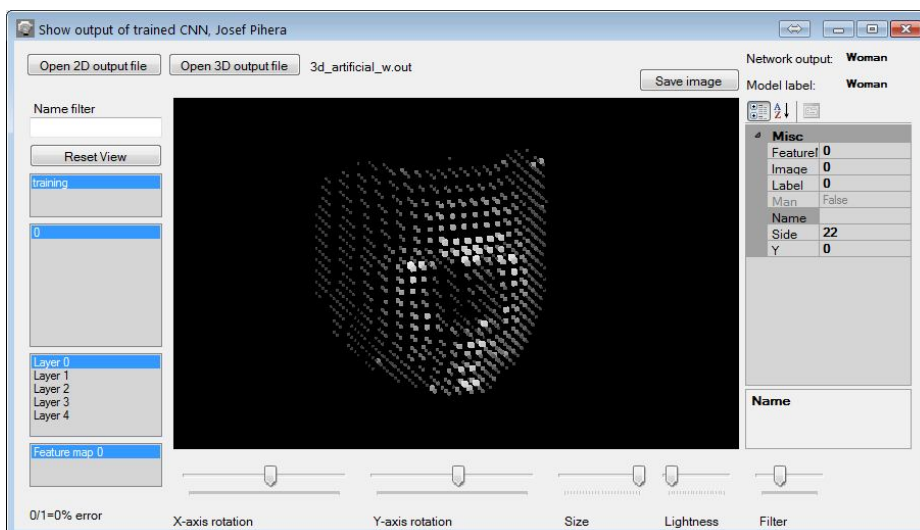 Show output of trained CNN, Josef Pihera
Open 2D output file
Open 3D output file
3d_artificial_w.out
Save image
Network output: Woman
Model label: Woman
Name filter
Reset View
training
0
Layer 0
Layer 1
Layer 2
Layer 3
Layer 4
Feature map 0
0/1=0% error
Misc
Feature 0
Image 0
Label 0
Man False
Name
Side 22
Y 0
Name
X-axis rotation
Y-axis rotation
Size
Lightness
Filter